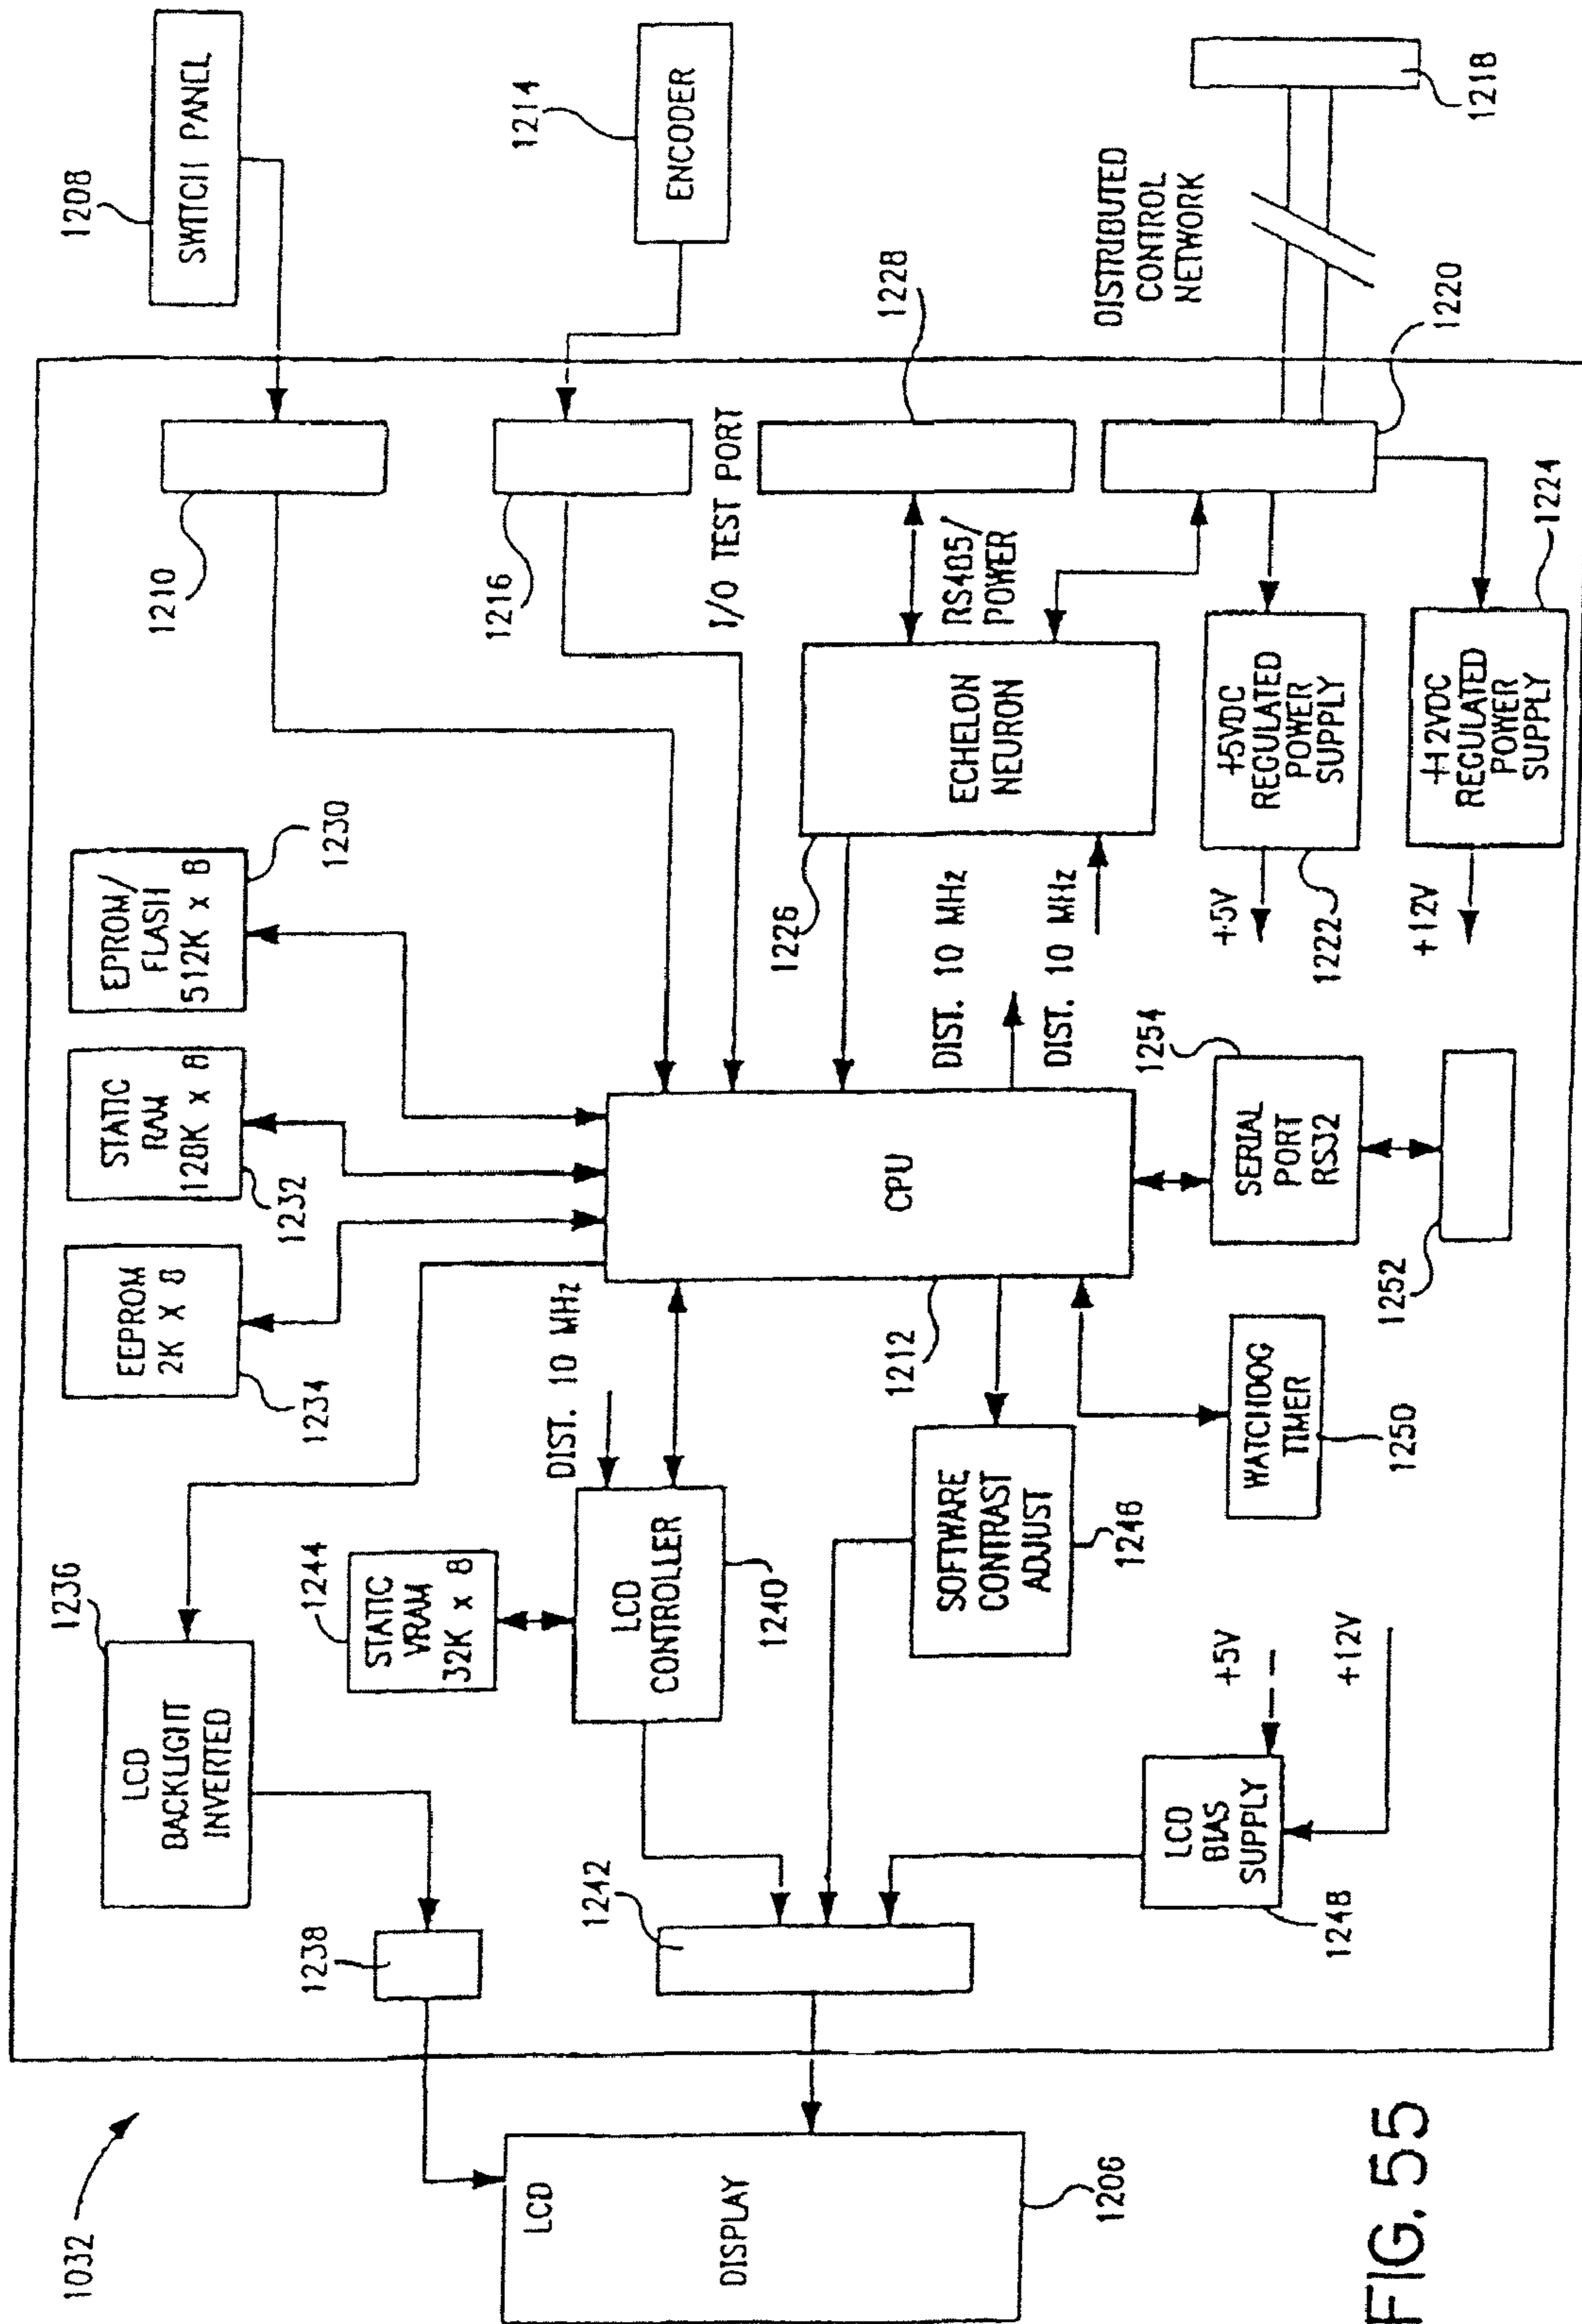 1032
LCD
DISPLAY
1206
1238
1242
1236
LCD
BACKLIGHT
INVERTED
1244
STATIC
VRAM
32K x 8
LCD
CONTROLLER
1240
DIST. 10 MHz
SOFTWARE
CONTRAST
ADJUST
1246
LCD
BIAS
SUPPLY
1248
+5V
+12V
EEPROM
2K X 8
1234
STATIC
RAM
128K x 8
1232
EPROM/
FLASH
512K x 8
1230
CPU
1212
WATCHDOG
TIMER
1250
SERIAL
PORT
RS32
1254
1252
DIST. 10 MHz
DIST. 10 MHz
1226
ECHELON
NEURON
RS485/
POWER
I/O TEST PORT
1228
+5V
1222
+5VDC
REGULATED
POWER
SUPPLY
+12V
+12VDC
REGULATED
POWER
SUPPLY
1224
1210
1216
1208
SWITCH PANEL
1214
ENCODER
DISTRIBUTED
CONTROL
NETWORK
1220
1218
FIG. 55